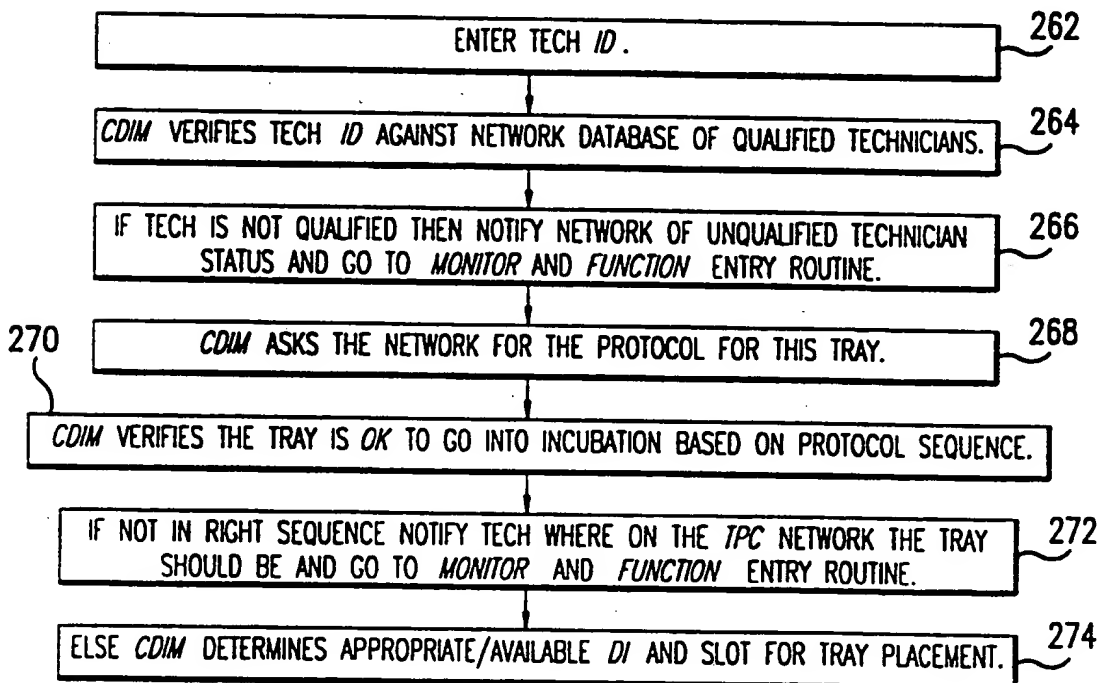 ENTER TECH ID.
262
CDIM VERIFIES TECH ID AGAINST NETWORK DATABASE OF QUALIFIED TECHNICIANS.
264
IF TECH IS NOT QUALIFIED THEN NOTIFY NETWORK OF UNQUALIFIED TECHNICIAN
STATUS AND GO TO MONITOR AND FUNCTION ENTRY ROUTINE.
266
CDIM ASKS THE NETWORK FOR THE PROTOCOL FOR THIS TRAY.
268
270
CDIM VERIFIES THE TRAY IS OK TO GO INTO INCUBATION BASED ON PROTOCOL SEQUENCE.
IF NOT IN RIGHT SEQUENCE NOTIFY TECH WHERE ON THE TPC NETWORK THE TRAY
SHOULD BE AND GO TO MONITOR AND FUNCTION ENTRY ROUTINE.
272
ELSE CDIM DETERMINES APPROPRIATE/AVAILABLE DI AND SLOT FOR TRAY PLACEMENT.
274